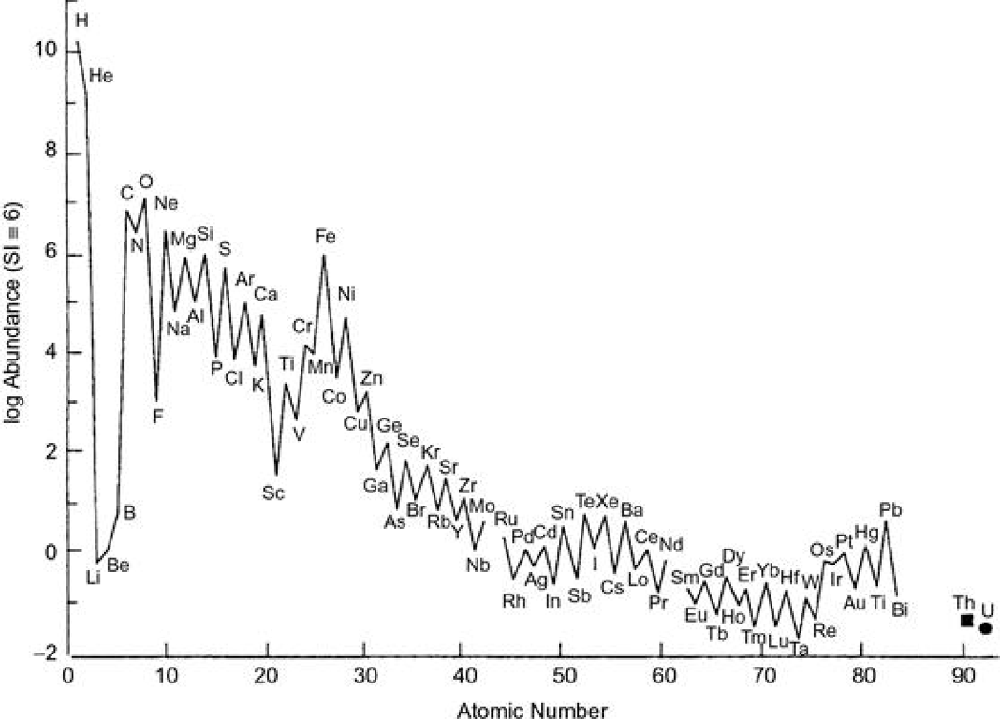 H
10
He
8
O
C
Ne
N
Mg
Si
S
6
Fe
Ar
Ca
Ni
Na
Al
Cr
4
P
Cl
K
Ti
Mn
Zn
Co
F
Cu
V
Ge
Se
2
Kr
Ga
Sr
Sc
Zr
As
Br
Rb
Y
Mo
Ru
B
Sn
Te
Xe
Ba
Pb
Pd
Cd
Ce
Nd
0
Li
Be
Nb
Ag
I
Rh
In
Sb
Cs
Lo
Pr
Sm
Gd
Dy
Er
Yb
Hf
W
Os
Pt
Hg
Ir
Eu
Tb
Ho
Tm
Lu
Ta
Re
Au
Ti
Bi
Th
U
–2
0
10
20
30
40
50
60
70
80
90
Atomic Number
log Abundance (SI ≡ 6)